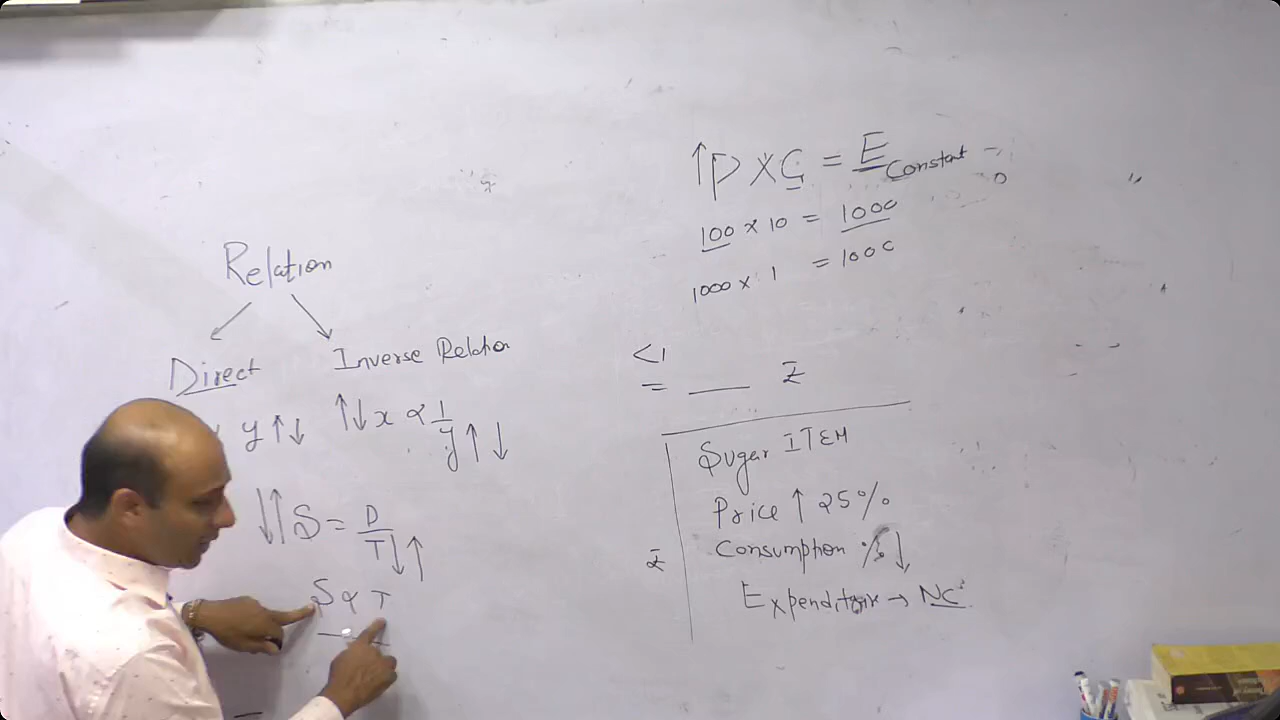 Relation
Direct Inverse Relation
y ↑↓ ↑↓ x ∝ 1/y ↑ ↓
↓↑ S = D/T ↓↑
S ∝ T
↑P × C = E Constant
100 × 10 = 1000
1000 × 1 = 1000
<1
= ___
Sugar ITEM
Price ↑ 25%
Consumption % ↓
Expenditure → NC